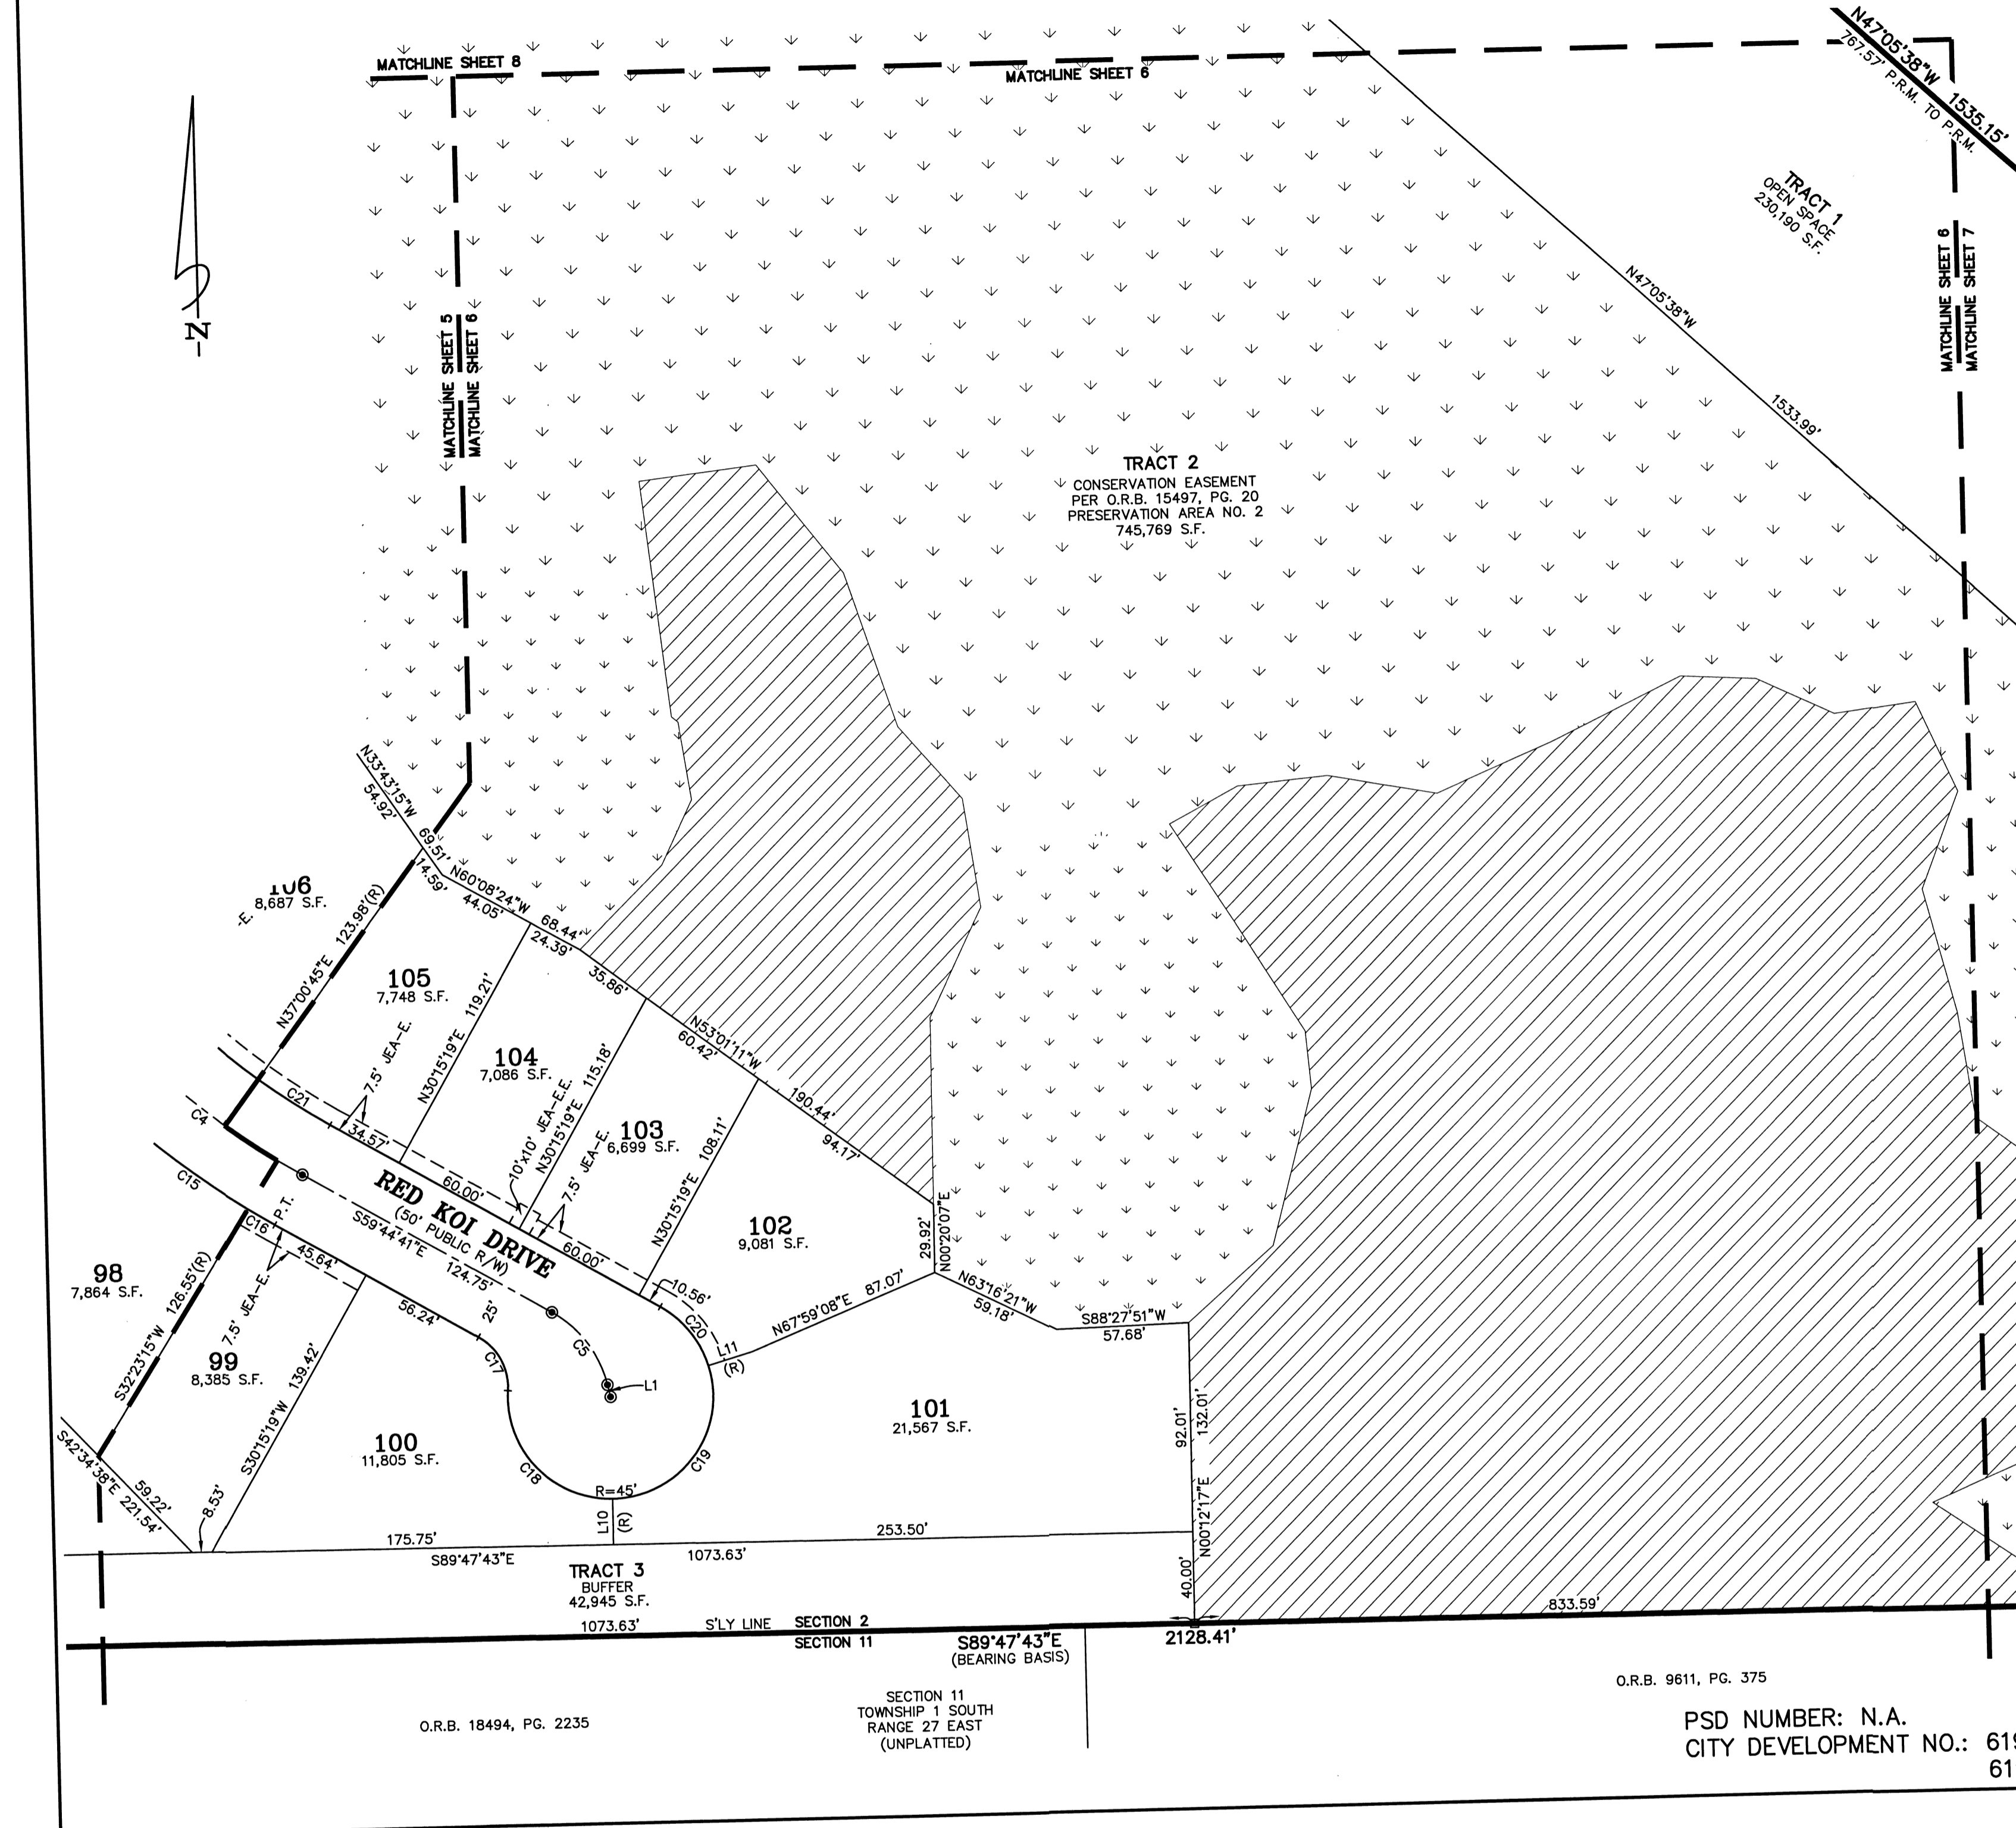 MATCHLINE SHEET 8
MATCHLINE SHEET 6
N47°05'38"W 1535.15'
767.57' P.R.M. TO P.R.M.
TRACT 1
OPEN SPACE
230,190 S.F.
MATCHLINE SHEET 6
MATCHLINE SHEET 7
N47°05'38"W
1533.99'
N
MATCHLINE SHEET 5
MATCHLINE SHEET 6
TRACT 2
CONSERVATION EASEMENT
PER O.R.B. 15497, PG. 20
PRESERVATION AREA NO. 2
745,769 S.F.
N33°43'15"W
54.92'
69.51'
14.59'
N60°08'24"W
44.05'
68.44'
24.39'
35.86'
N53°01'11"W
60.42'
190.44'
94.17'
106
8,687 S.F.
-E.
N37°00'45"E 123.98'(R)
105
7,748 S.F.
7.5' JEA-E.
N30°15'19"E 119.21'
104
7,086 S.F.
10'x10' JEA-E.E.
N30°15'19"E 115.18'
103
6,699 S.F.
7.5' JEA-E.
N30°15'19"E 108.11'
102
9,081 S.F.
29.92'
N00°20'07"E
C21
C4
34.57'
60.00'
60.00'
10.56'
RED KOI DRIVE
(50' PUBLIC R/W)
S59°44'41"E
124.75'
C15
C16
P.T.
45.64'
56.24'
25'
C17
C5
C20
L11
(R)
L1
N67°59'08"E 87.07'
N63°16'21"W
59.18'
S88°27'51"W
57.68'
98
7,864 S.F.
S32°23'15"W 126.55'(R)
7.5' JEA-E.
99
8,385 S.F.
S30°15'19"W 139.42'
100
11,805 S.F.
101
21,567 S.F.
92.01'
132.01'
N00°12'17"E
40.00'
S42°34'38"E 221.54'
59.22'
8.53'
C18
C19
R=45'
L10
(R)
175.75'
253.50'
S89°47'43"E
1073.63'
TRACT 3
BUFFER
42,945 S.F.
1073.63'
S'LY LINE SECTION 2
SECTION 11
S89°47'43"E
(BEARING BASIS)
2128.41'
833.59'
O.R.B. 18494, PG. 2235
SECTION 11
TOWNSHIP 1 SOUTH
RANGE 27 EAST
(UNPLATTED)
O.R.B. 9611, PG. 375
PSD NUMBER: N.A.
CITY DEVELOPMENT NO.: 619
61